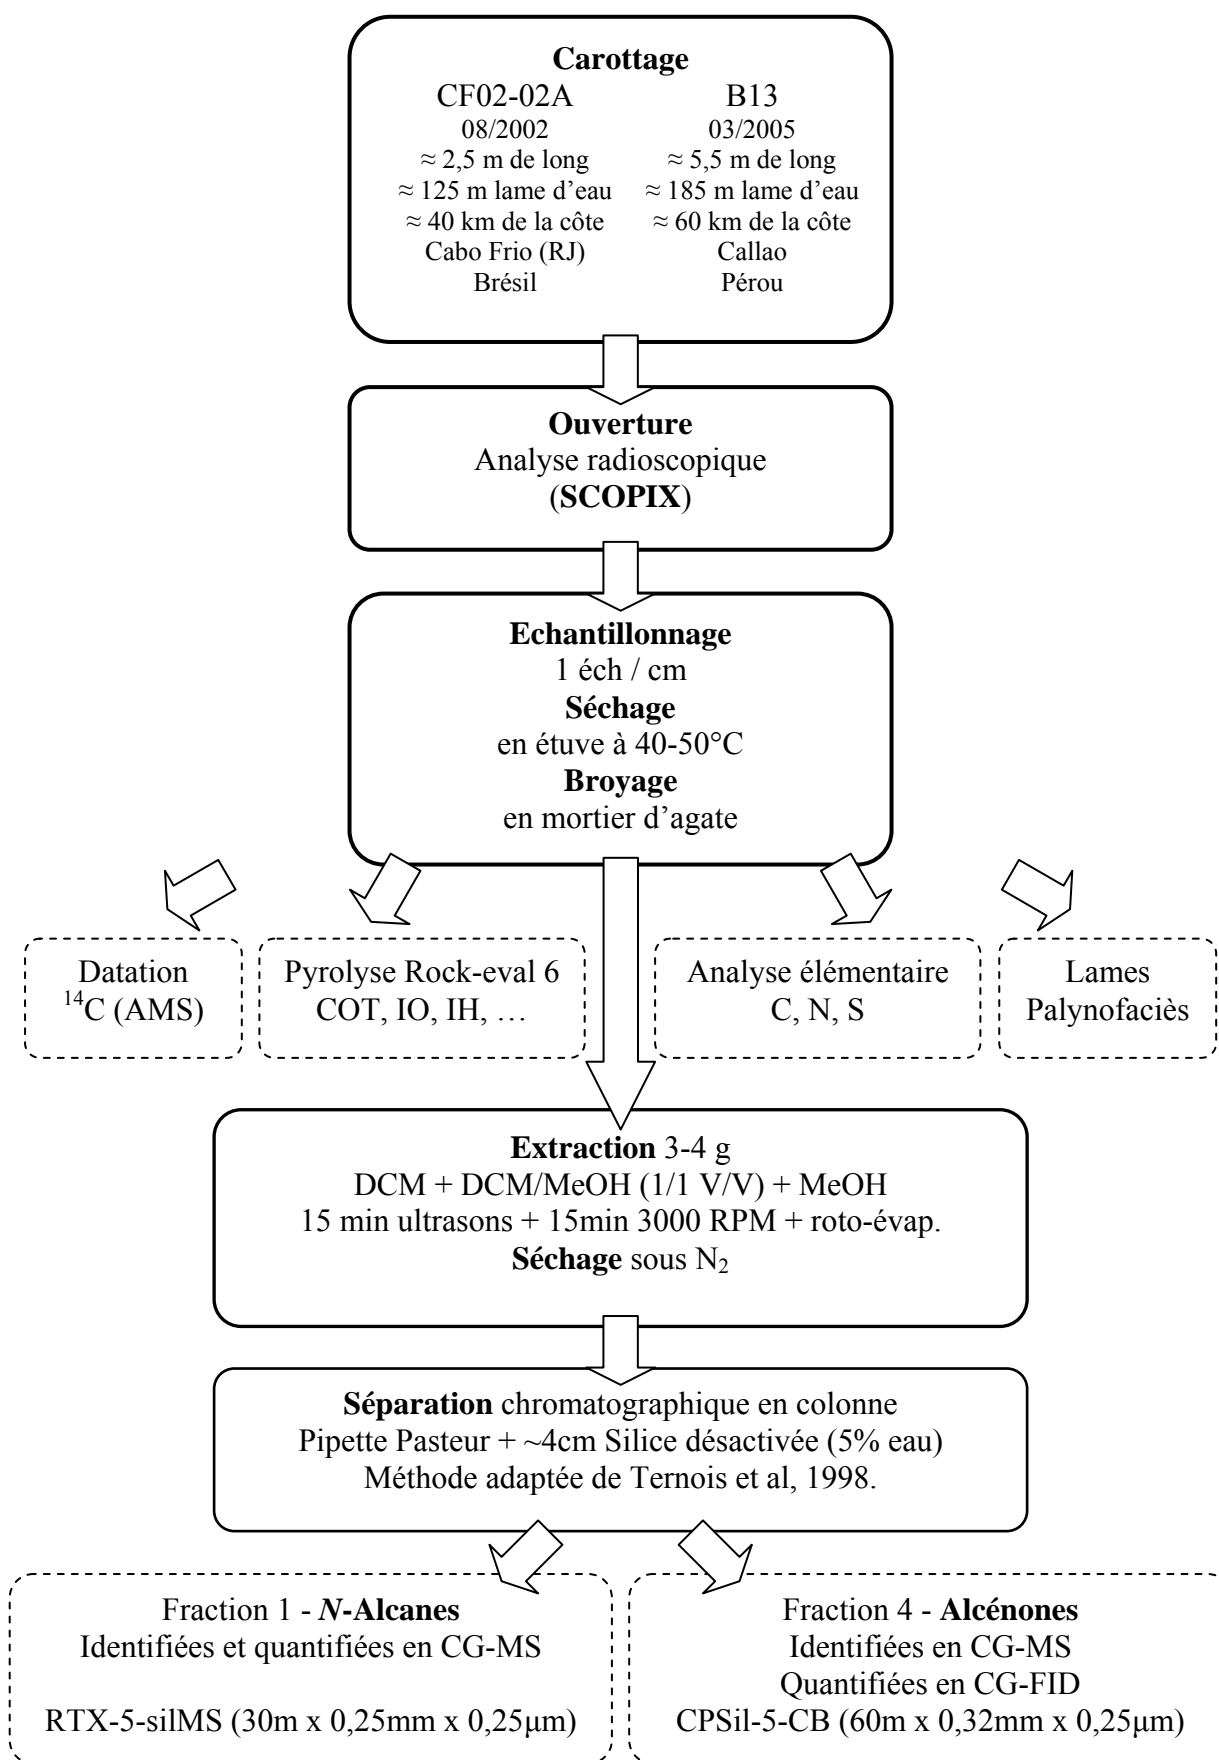 Carottage
CF02-02A
08/2002
≈ 2,5 m de long
≈ 125 m lame d’eau
≈ 40 km de la côte
Cabo Frio (RJ)
Brésil
B13
03/2005
≈ 5,5 m de long
≈ 185 m lame d’eau
≈ 60 km de la côte
Callao
Pérou
Ouverture
Analyse radioscopique
(SCOPIX)
Echantillonnage
1 éch / cm
Séchage
en étuve à 40-50°C
Broyage
en mortier d’agate
Datation
¹⁴C (AMS)
Pyrolyse Rock-eval 6
COT, IO, IH, …
Analyse élémentaire
C, N, S
Lames
Palynofaciès
Extraction 3-4 g
DCM + DCM/MeOH (1/1 V/V) + MeOH
15 min ultrasons + 15min 3000 RPM + roto-évap.
Séchage sous N₂
Séparation chromatographique en colonne
Pipette Pasteur + ~4cm Silice désactivée (5% eau)
Méthode adaptée de Ternois et al, 1998.
Fraction 1 - N-Alcanes
Identifiées et quantifiées en CG-MS
RTX-5-silMS (30m x 0,25mm x 0,25µm)
Fraction 4 - Alcénones
Identifiées en CG-MS
Quantifiées en CG-FID
CPSil-5-CB (60m x 0,32mm x 0,25µm)